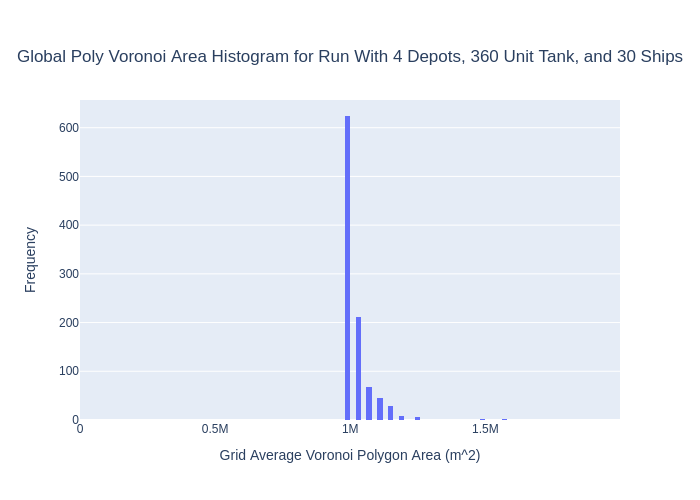 Global Poly Voronoi Area Histogram for Run With 4 Depots, 360 Unit Tank, and 30 Ships
600
500
400
300
200
100
0
Frequency
0
0.5M
1M
1.5M
Grid Average Voronoi Polygon Area (m^2)